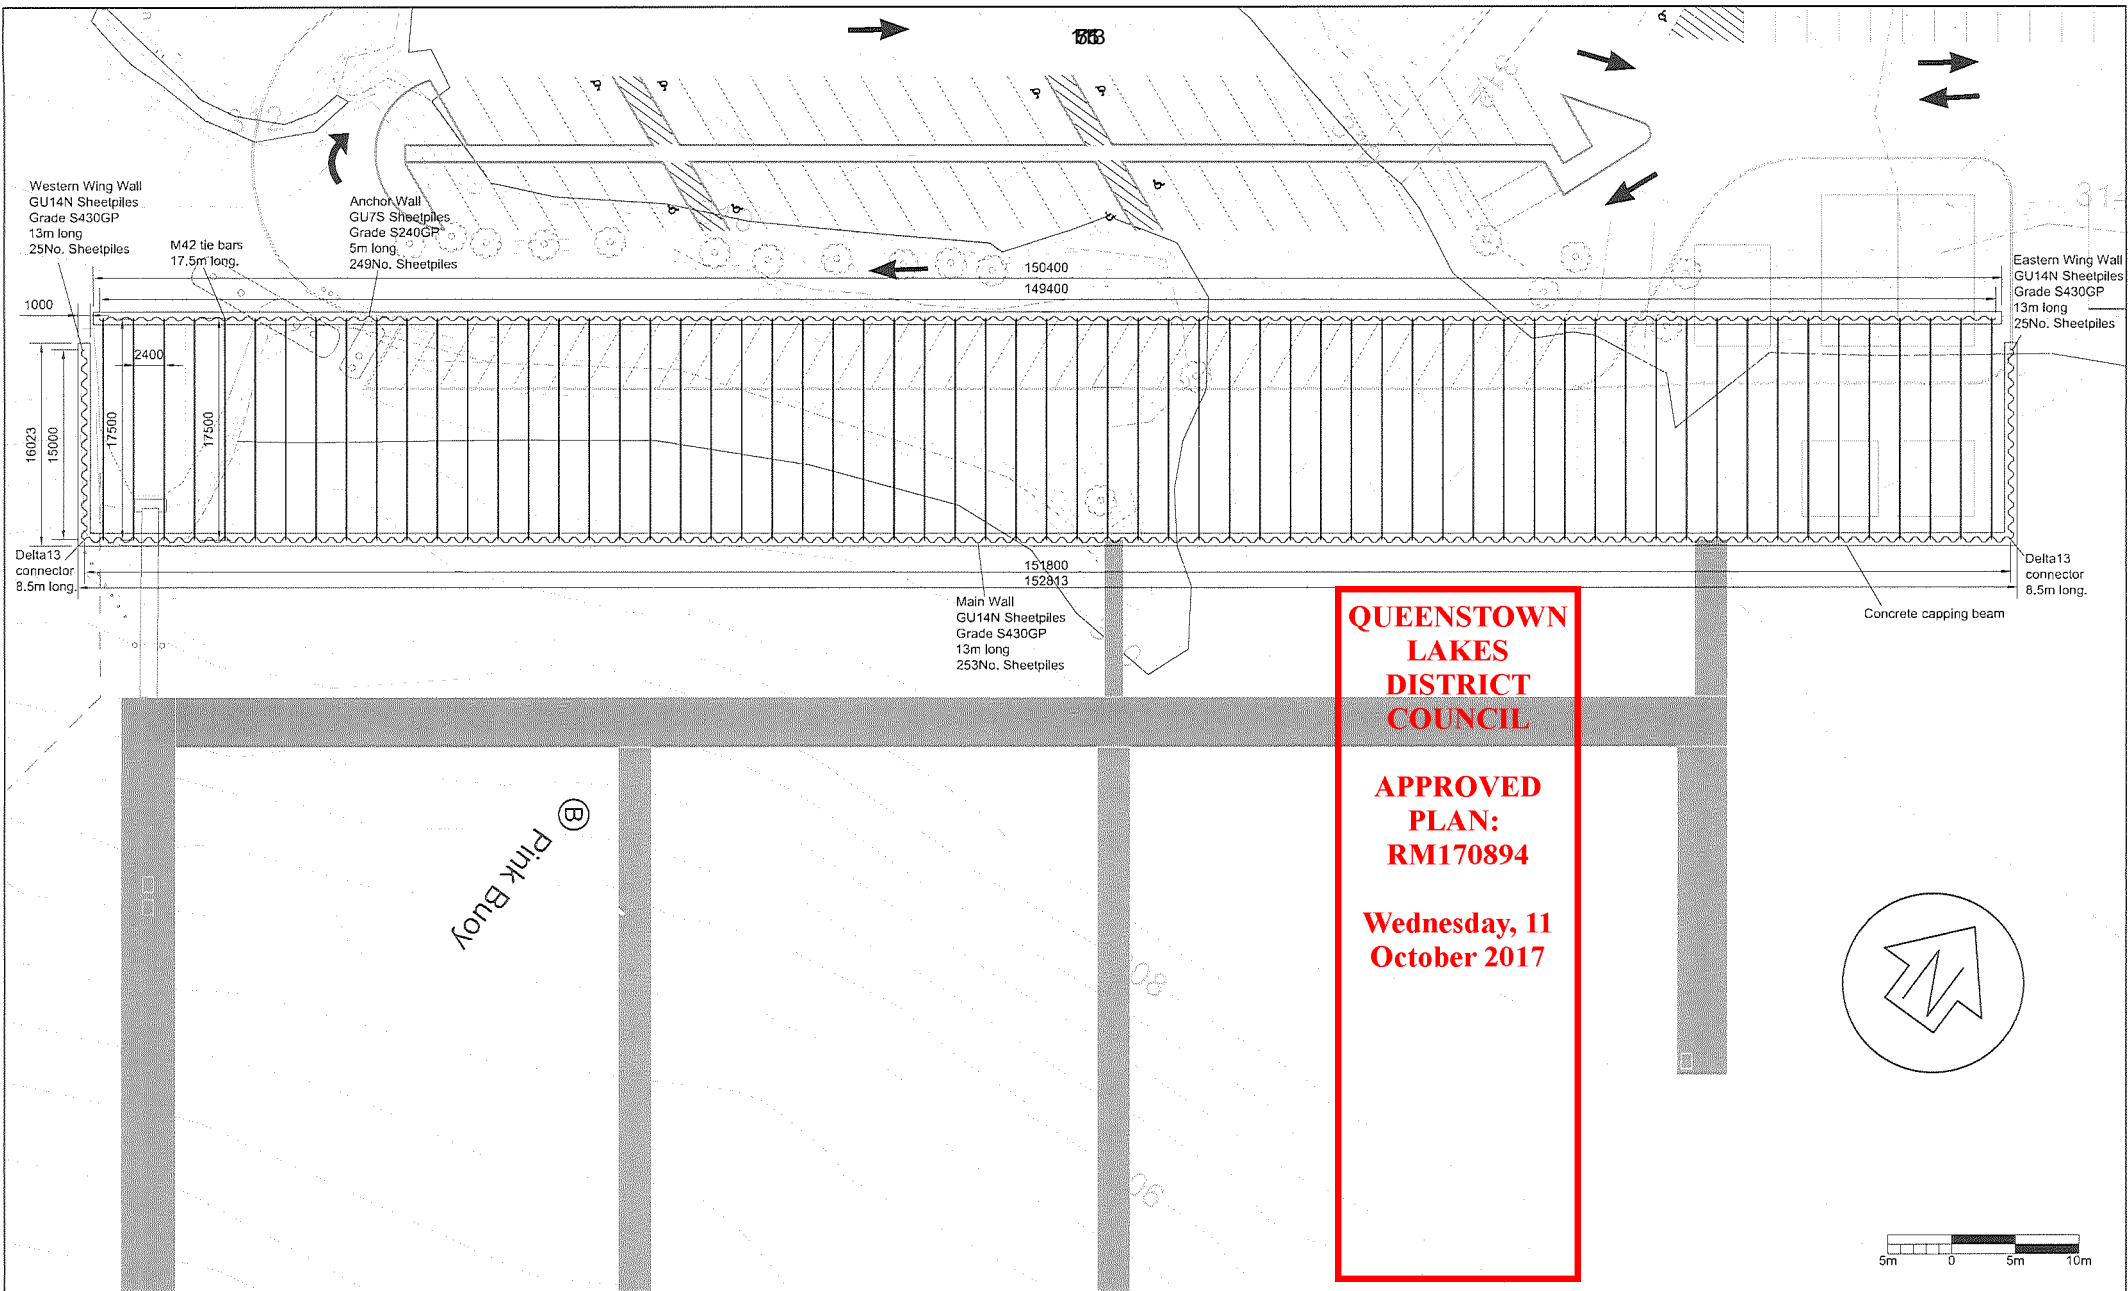 Western Wing Wall
GU14N Sheetpiles
Grade S430GP
13m long
25No. Sheetpiles
M42 tie bars
17.5m long.
Anchor Wall
GU7S Sheetpiles
Grade S240GP
5m long
249No. Sheetpiles
312
313
314
150400
149400
1000
2400
17500
17500
16023
15000
Eastern Wing Wall
GU14N Sheetpiles
Grade S430GP
13m long
25No. Sheetpiles
Delta13
connector
8.5m long.
151800
152813
Main Wall
GU14N Sheetpiles
Grade S430GP
13m long
253No. Sheetpiles
Delta13
connector
8.5m long.
Concrete capping beam
QUEENSTOWN
LAKES
DISTRICT
COUNCIL
APPROVED
PLAN:
RM170894
Wednesday, 11
October 2017
B
Pink Buoy
N
5m 0 5m 10m